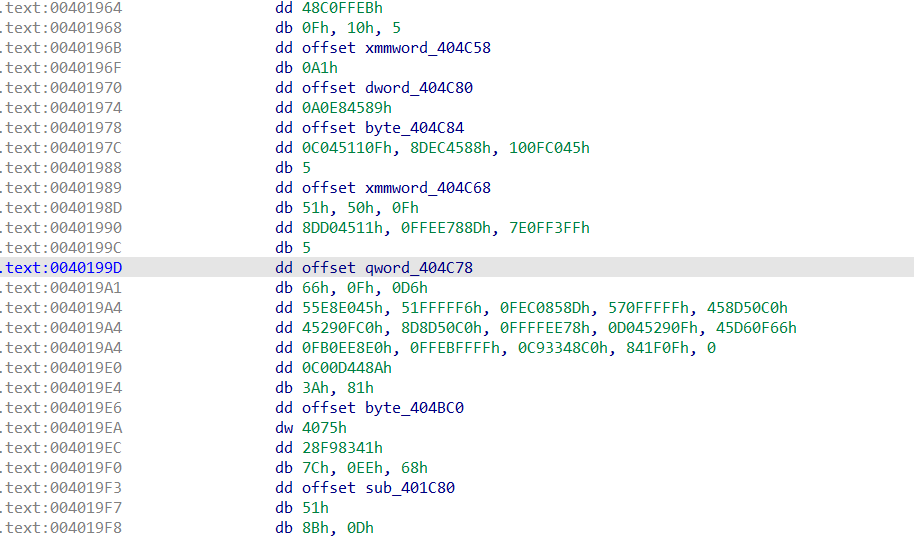 .text:00401964 dd 48C0FFEBh
.text:00401968 db 0Fh, 10h, 5
.text:0040196B dd offset xmmword_404C58
.text:0040196F db 0A1h
.text:00401970 dd offset dword_404C80
.text:00401974 dd 0A0E84589h
.text:00401978 dd offset byte_404C84
.text:0040197C dd 0C045110Fh, 8DEC4588h, 100FC045h
.text:00401988 db 5
.text:00401989 dd offset xmmword_404C68
.text:0040198D db 51h, 50h, 0Fh
.text:00401990 dd 8DD04511h, 0FFEE788Dh, 7E0FF3FFh
.text:0040199C db 5
.text:0040199D dd offset qword_404C78
.text:004019A1 db 66h, 0Fh, 0D6h
.text:004019A4 dd 55E8E045h, 51FFFFF6h, 0FEC0858Dh, 570FFFFFh, 458D50C0h
.text:004019A4 dd 45290FC0h, 8D8D50C0h, 0FFFFEE78h, 0D045290Fh, 45D60F66h
.text:004019A4 dd 0FB0EE8E0h, 0FFEBFFFFh, 0C93348C0h, 841F0Fh, 0
.text:004019E0 dd 0C00D448Ah
.text:004019E4 db 3Ah, 81h
.text:004019E6 dd offset byte_404BC0
.text:004019EA dw 4075h
.text:004019EC dd 28F98341h
.text:004019F0 db 7Ch, 0EEh, 68h
.text:004019F3 dd offset sub_401C80
.text:004019F7 db 51h
.text:004019F8 db 8Bh, 0Dh